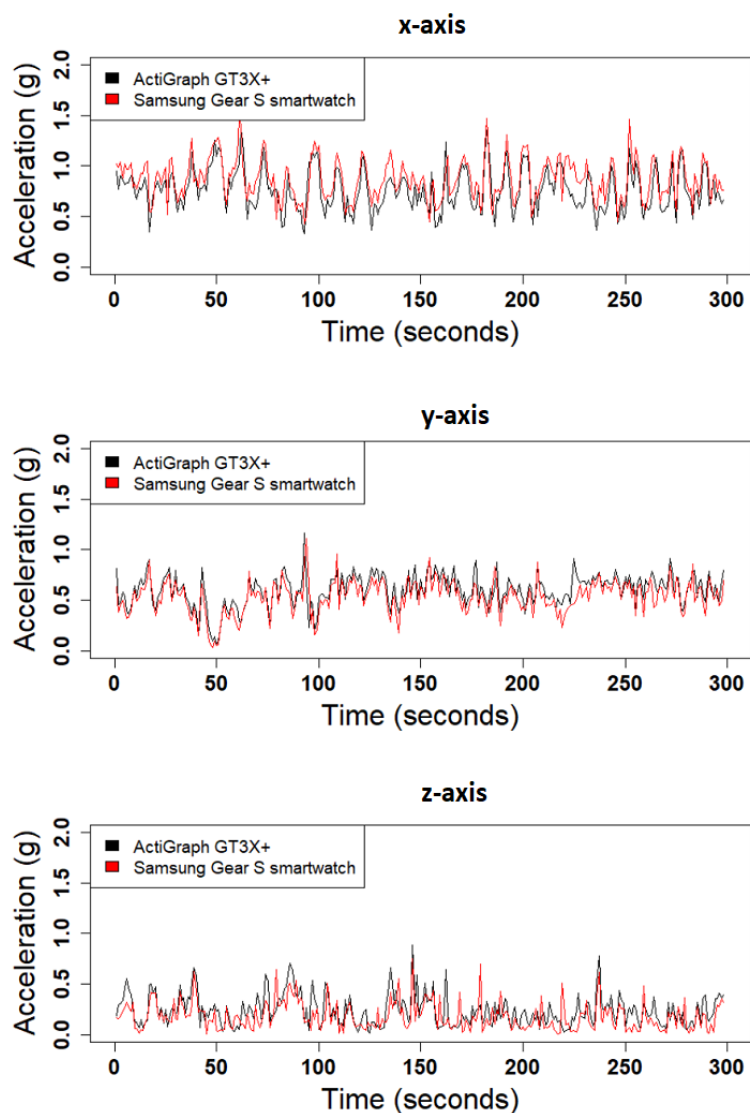 x-axis
ActiGraph GT3X+
Samsung Gear S smartwatch
Acceleration (g)
2.0
1.5
1.0
0.5
0.0
0 50 100 150 200 250 300
Time (seconds)
y-axis
ActiGraph GT3X+
Samsung Gear S smartwatch
Acceleration (g)
2.0
1.5
1.0
0.5
0.0
0 50 100 150 200 250 300
Time (seconds)
z-axis
ActiGraph GT3X+
Samsung Gear S smartwatch
Acceleration (g)
2.0
1.5
1.0
0.5
0.0
0 50 100 150 200 250 300
Time (seconds)